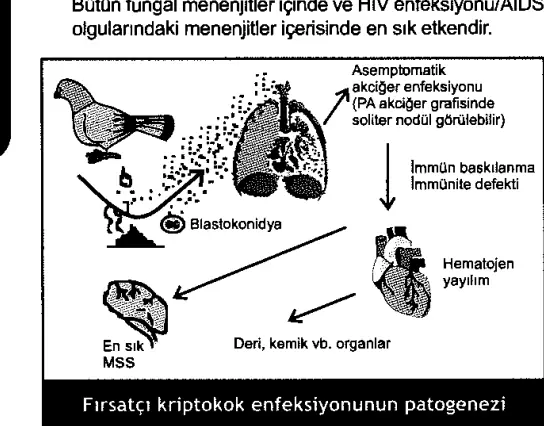 Bütün fungal menenjitler içinde ve HIV enfeksiyonu/AIDS
olgularındaki menenjitler içerisinde en sık etkendir.
Asemptomatik
akciğer enfeksiyonu
(PA akciğer grafisinde
soliter nodül görülebilir)
İmmün baskılanma
İmmünite defekti
Blastokonidya
Hematojen
yayılım
En sık
MSS
Deri, kemik vb. organlar
Fırsatçı kriptokok enfeksiyonunun patogenezi